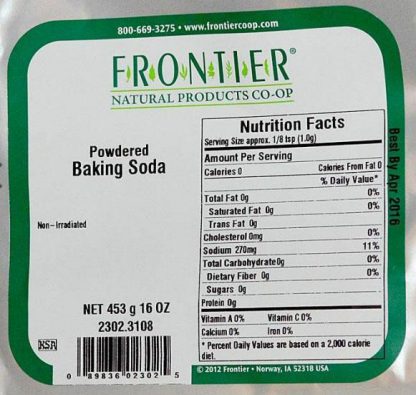 800-669-3275 • www.frontiercoop.com
FRONTIER®
NATURAL PRODUCTS CO-OP
Powdered
Baking Soda
Non-Irradiated
NET 453 g 16 OZ
2302.3108
KSA
0 89836 02302 5
Nutrition Facts
Serving Size approx. 1/8 tsp (1.0g)
Amount Per Serving
Calories 0 Calories From Fat 0
% Daily Value*
Total Fat 0g 0%
Saturated Fat 0g 0%
Trans Fat 0g
Cholesterol 0mg 0%
Sodium 270mg 11%
Total Carbohydrate 0g 0%
Dietary Fiber 0g 0%
Sugars 0g
Protein 0g
Vitamin A 0% Vitamin C 0%
Calcium 0% Iron 0%
* Percent Daily Values are based on a 2,000 calorie
diet.
Best By Apr 2016
© 2012 Frontier • Norway, IA 52318 USA